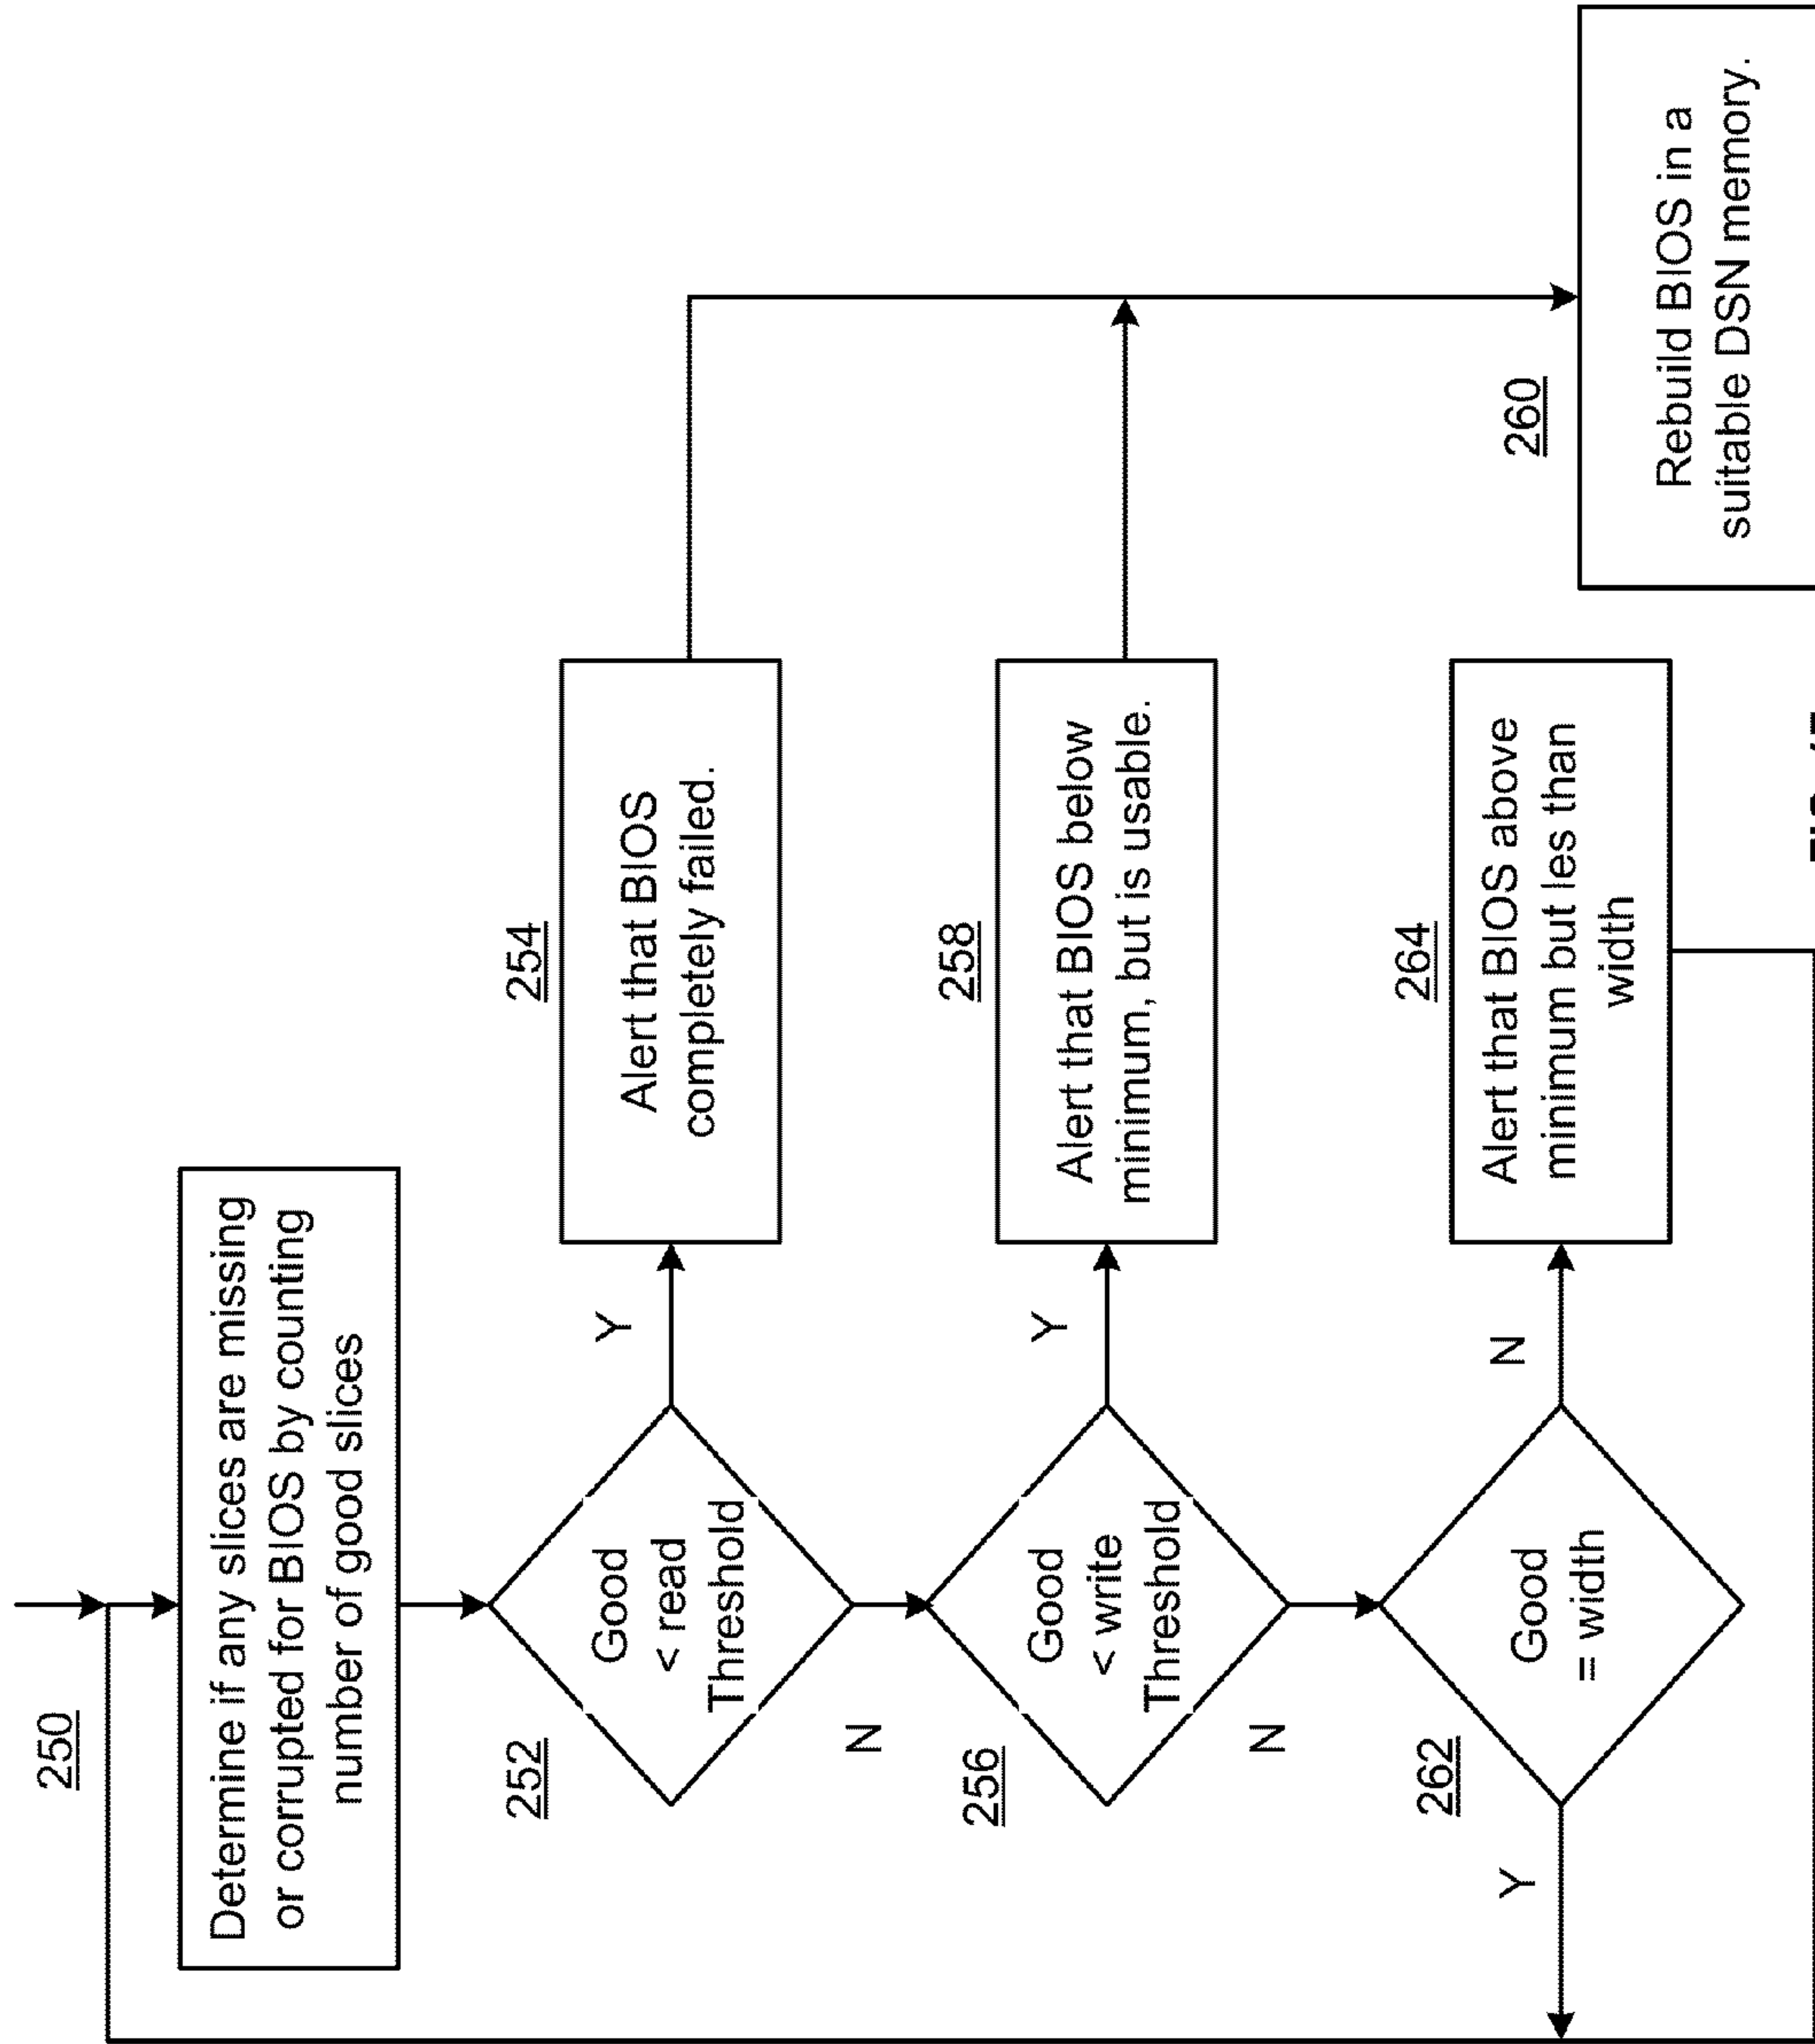 250
Determine if any slices are missing
or corrupted for BIOS by counting
number of good slices
252
Good
< read
Threshold
Y
N
254
Alert that BIOS
completely failed.
256
Good
< write
Threshold
Y
N
258
Alert that BIOS below
minimum, but is usable.
260
Rebuild BIOS in a
suitable DSN memory.
262
Good
= width
Y
N
264
Alert that BIOS above
minimum but les than
width